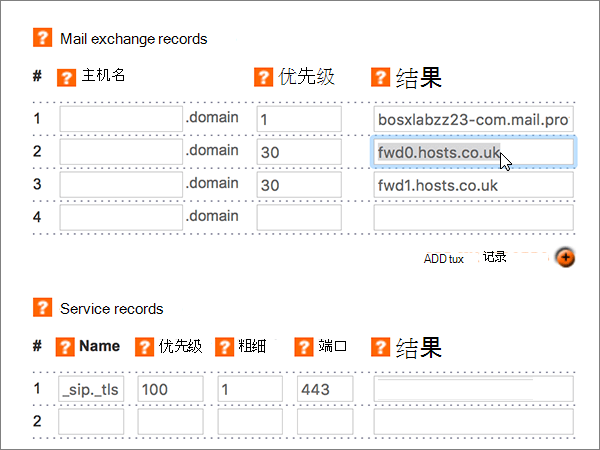 ? Mail exchange records
# ? 主机名 ? 优先级 ? 结果
1 .domain 1 bosxlabzz23-com.mail.pro
2 .domain 30 fwd0.hosts.co.uk
3 .domain 30 fwd1.hosts.co.uk
4 .domain
ADD tux 记录 +
? Service records
# ? Name ? 优先级 ? 粗细 ? 端口 ? 结果
1 _sip._tls 100 1 443
2